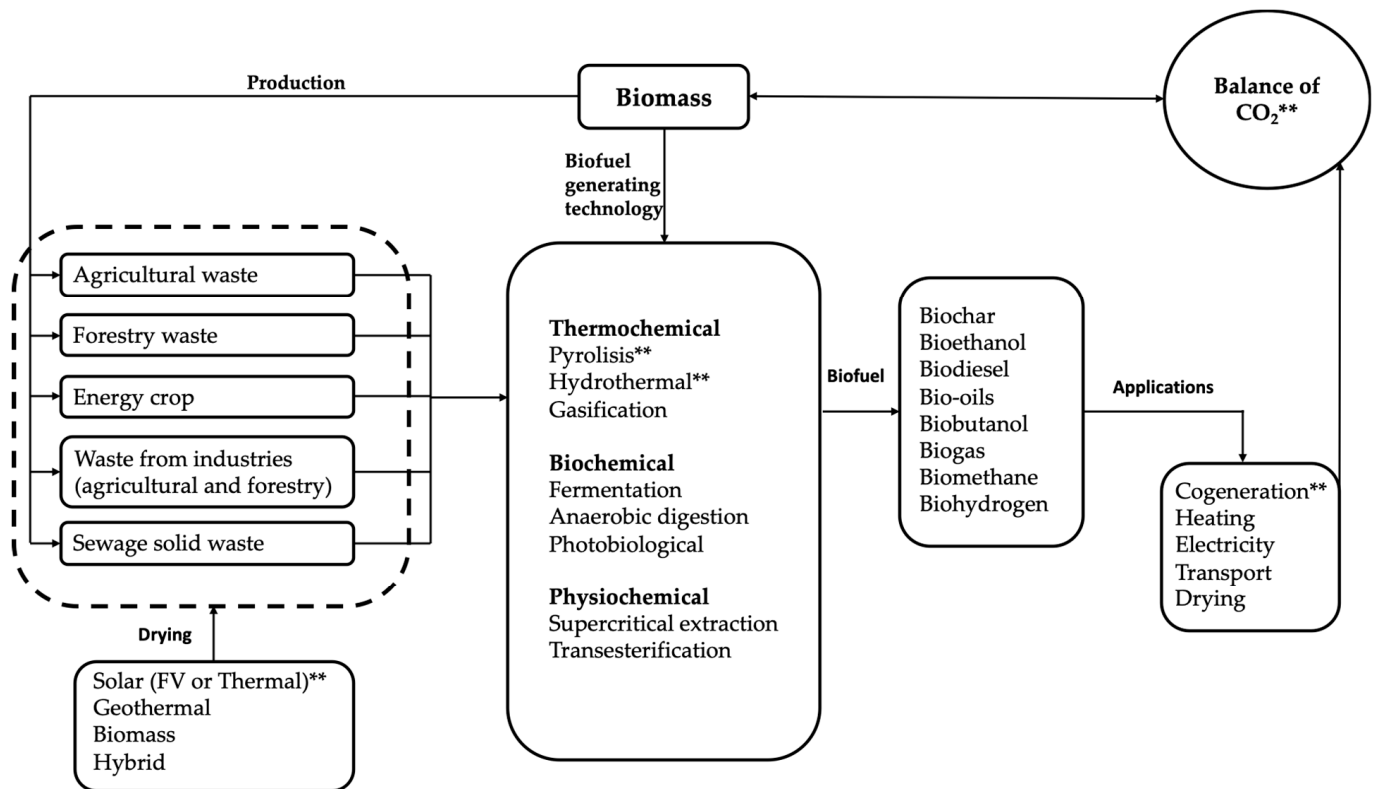 Production
Biomass
Balance of
CO₂**
Biofuel
generating
technology
Agricultural waste
Forestry waste
Energy crop
Waste from industries
(agricultural and forestry)
Sewage solid waste
Drying
Solar (FV or Thermal)**
Geothermal
Biomass
Hybrid
Thermochemical
Pyrolisis**
Hydrothermal**
Gasification
Biochemical
Fermentation
Anaerobic digestion
Photobiological
Physiochemical
Supercritical extraction
Transesterification
Biofuel
Biochar
Bioethanol
Biodiesel
Bio-oils
Biobutanol
Biogas
Biomethane
Biohydrogen
Applications
Cogeneration**
Heating
Electricity
Transport
Drying